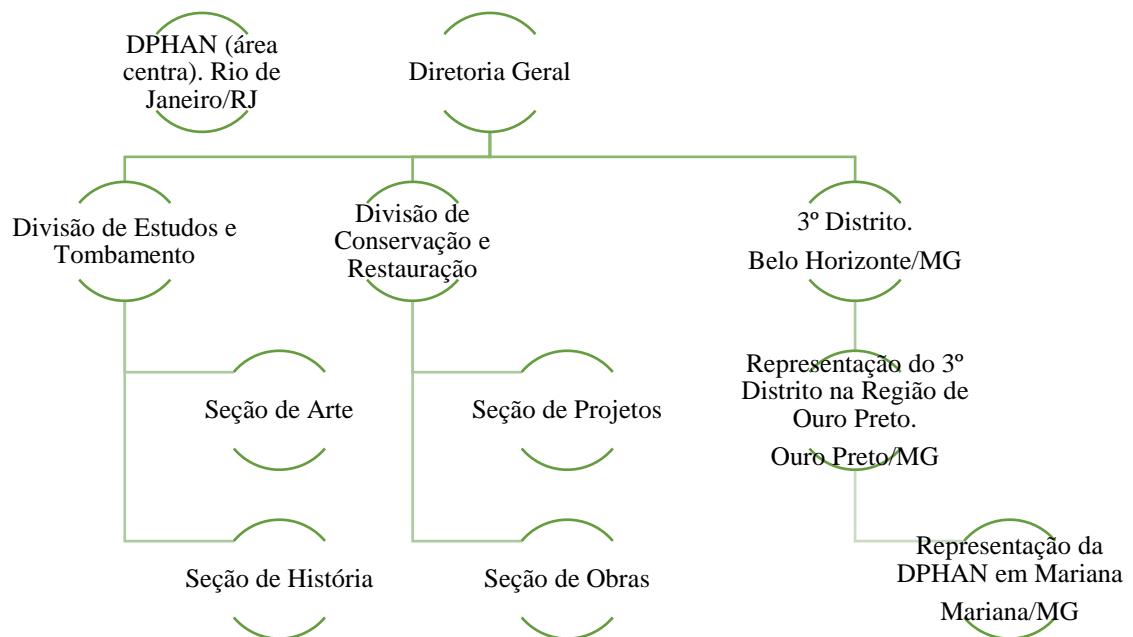 DPHAN (área
centra). Rio de
Janeiro/RJ
Diretoria Geral
Divisão de Estudos e
Tombamento
Divisão de
Conservação e
Restauração
3º Distrito.
Belo Horizonte/MG
Seção de Arte
Seção de Projetos
Representação do 3º
Distrito na Região de
Ouro Preto.
Ouro Preto/MG
Seção de História
Seção de Obras
Representação da
DPHAN em Mariana
Mariana/MG